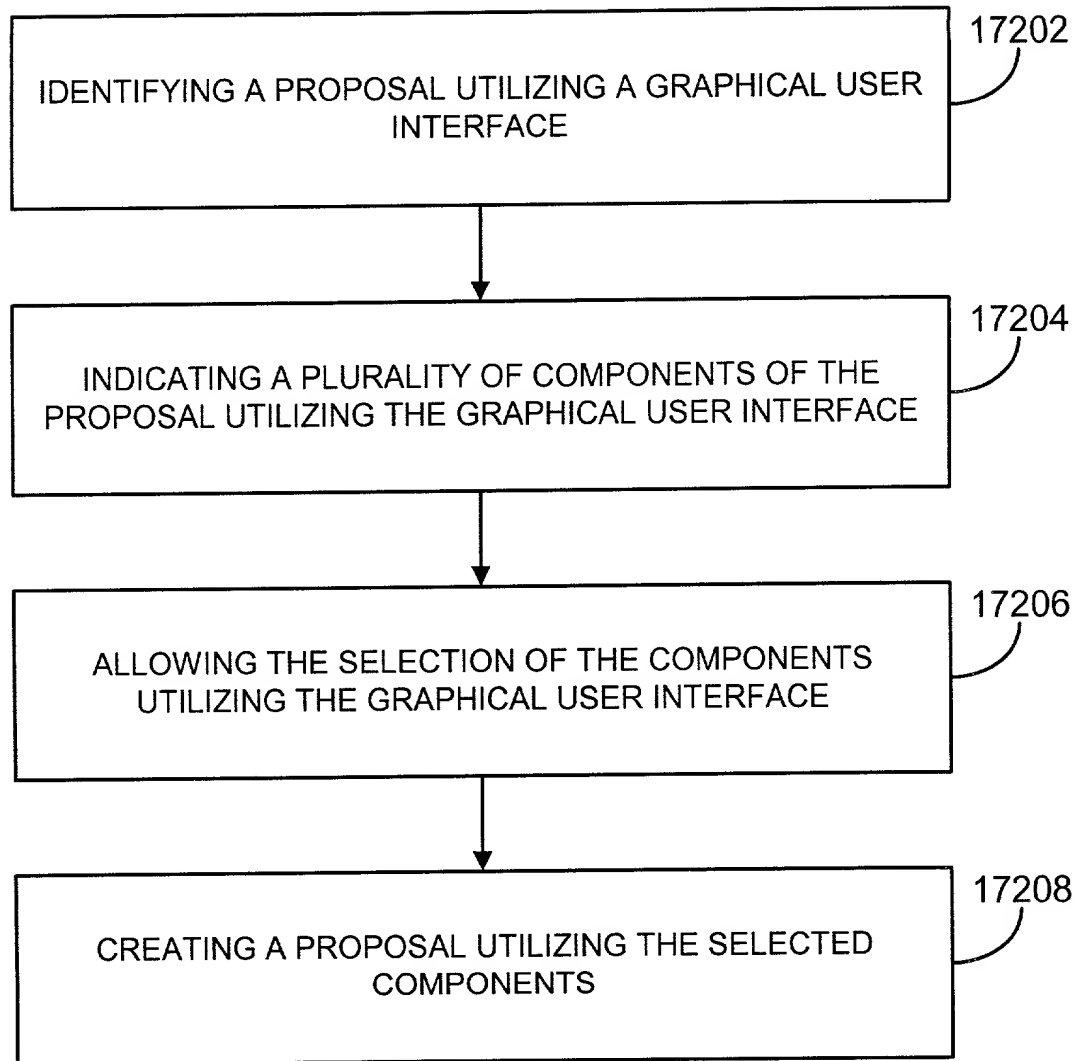 17202
IDENTIFYING A PROPOSAL UTILIZING A GRAPHICAL USER
INTERFACE
17204
INDICATING A PLURALITY OF COMPONENTS OF THE
PROPOSAL UTILIZING THE GRAPHICAL USER INTERFACE
17206
ALLOWING THE SELECTION OF THE COMPONENTS
UTILIZING THE GRAPHICAL USER INTERFACE
17208
CREATING A PROPOSAL UTILIZING THE SELECTED
COMPONENTS